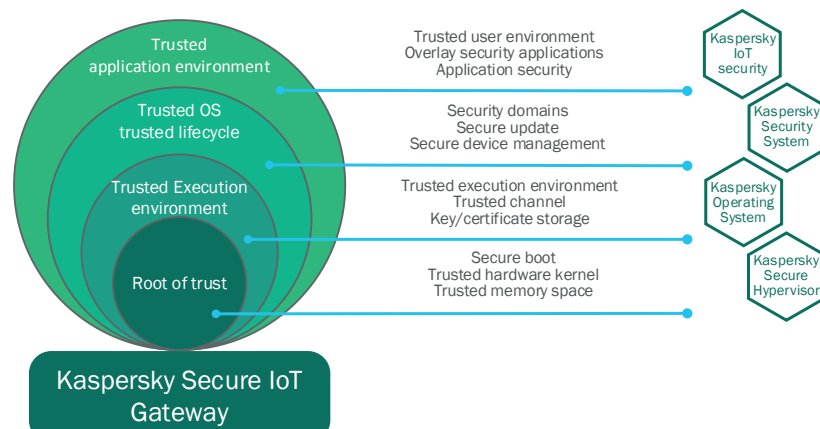 Trusted
application environment
Trusted OS
trusted lifecycle
Trusted Execution
environment
Root of trust
Kaspersky Secure IoT
Gateway
Trusted user environment
Overlay security applications
Application security
Security domains
Secure update
Secure device management
Trusted execution environment
Trusted channel
Key/certificate storage
Secure boot
Trusted hardware kernel
Trusted memory space
Kaspersky
IoT
security
Kaspersky
Security
System
Kaspersky
Operating
System
Kaspersky
Secure
Hypervisor